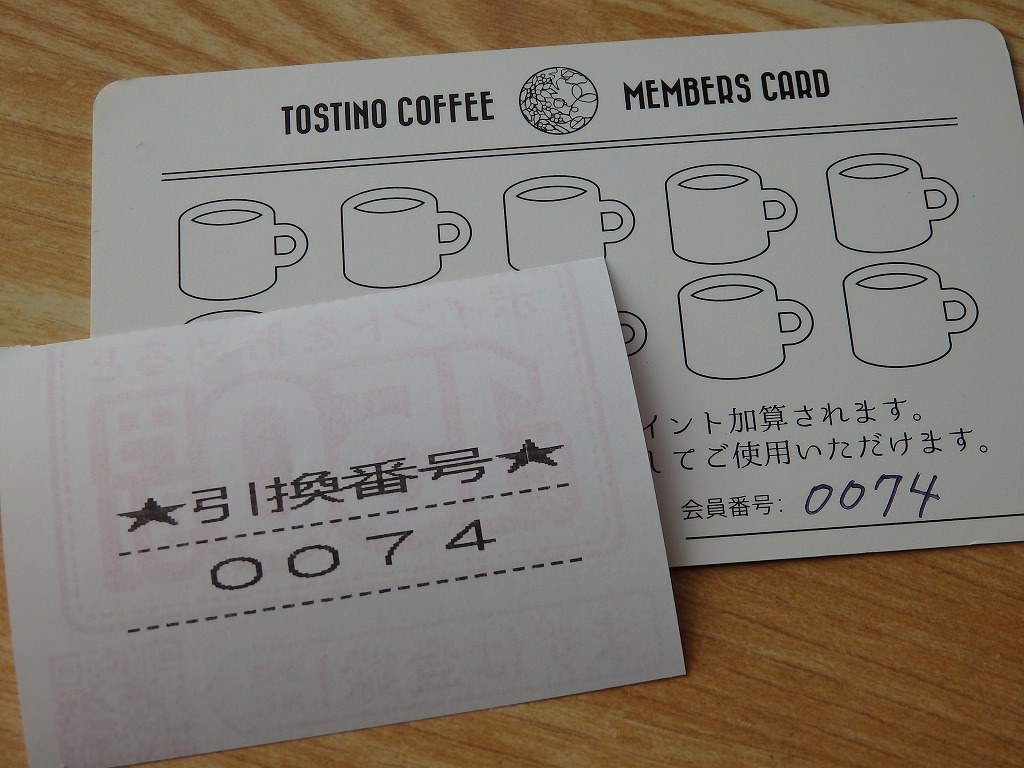 TOSTINO COFFEE MEMBERS CARD
イント加算されます。
てご使用いただけます。
会員番号: 0074
★引換番号★
0074